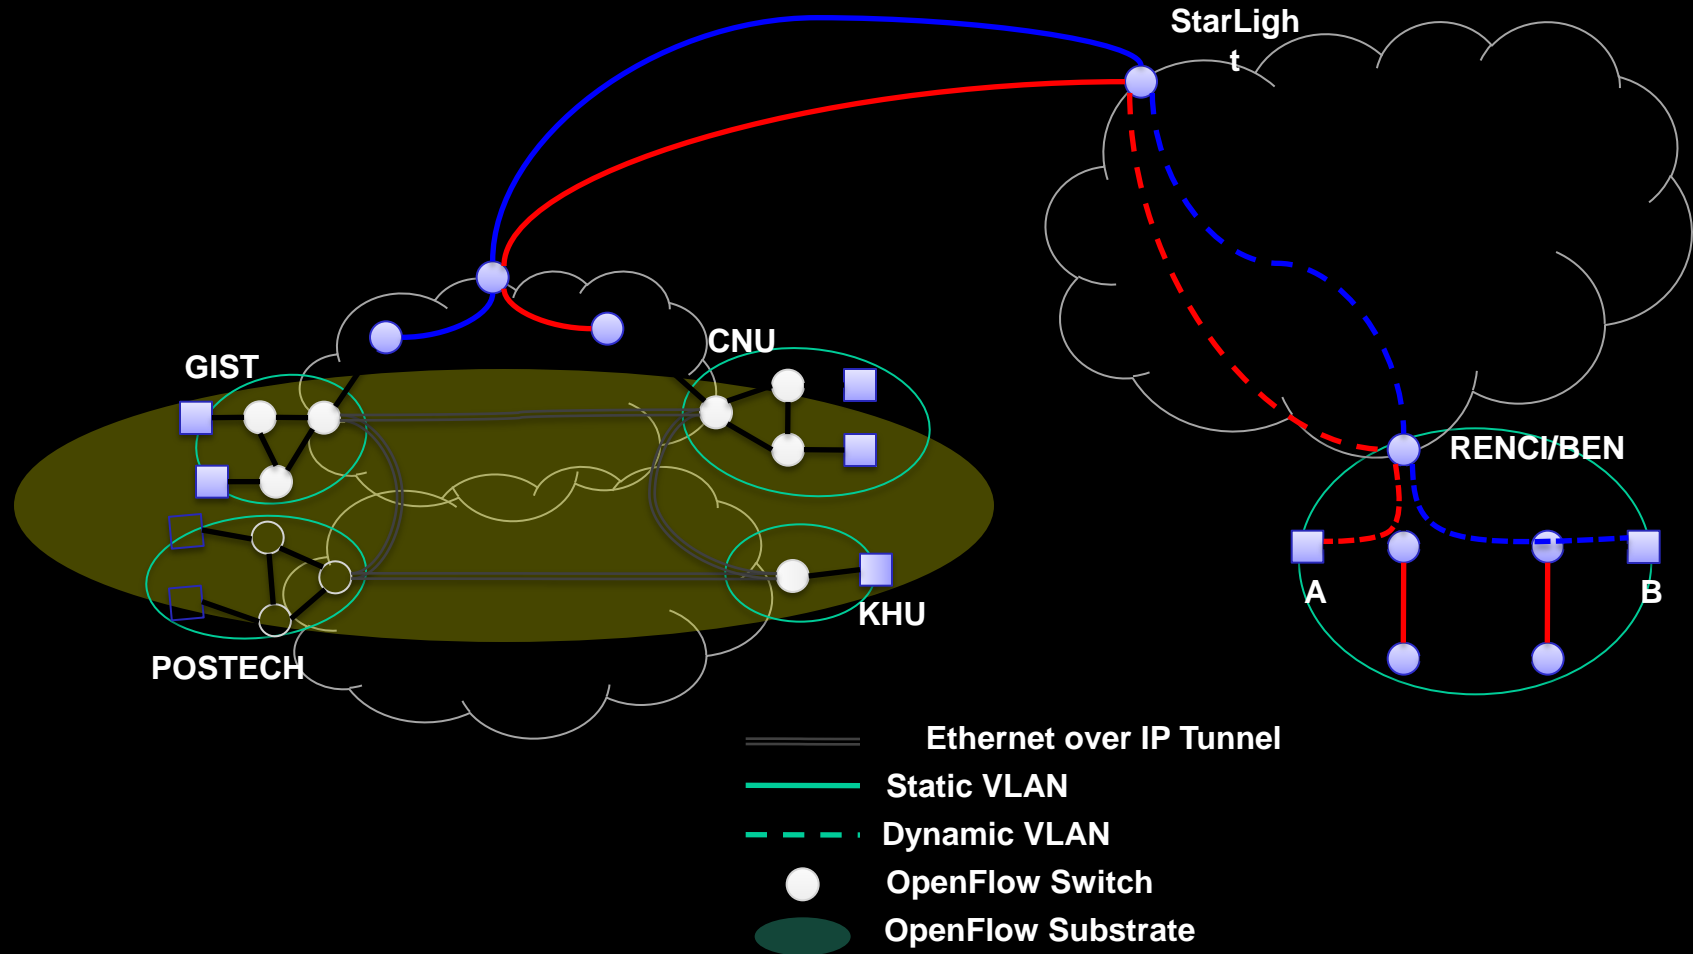 StarLigh
t
CNU
GIST
RENCI/BEN
A
B
KHU
POSTECH
Ethernet over IP Tunnel
Static VLAN
Dynamic VLAN
OpenFlow Switch
OpenFlow Substrate